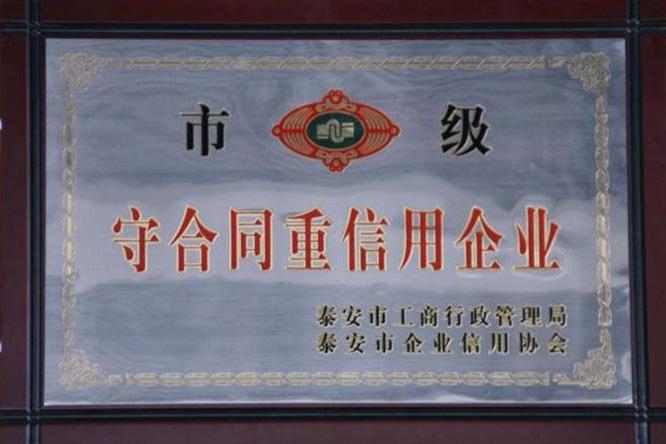 市 级
守合同重信用企业
泰安市工商行政管理局
泰安市企业信用协会